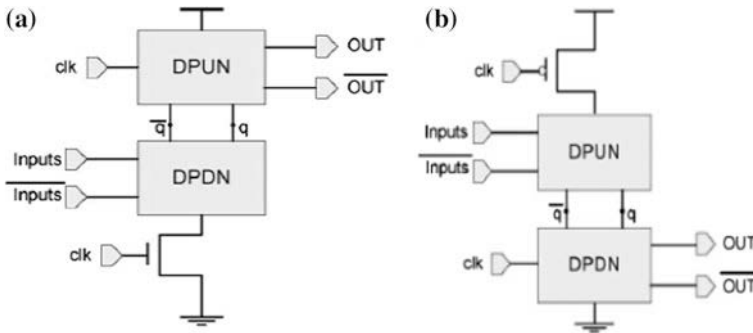 (a)
clk
DPUN
OUT
OUT
q
q
Inputs
Inputs
DPDN
clk
(b)
clk
Inputs
Inputs
DPUN
q
q
clk
DPDN
OUT
OUT